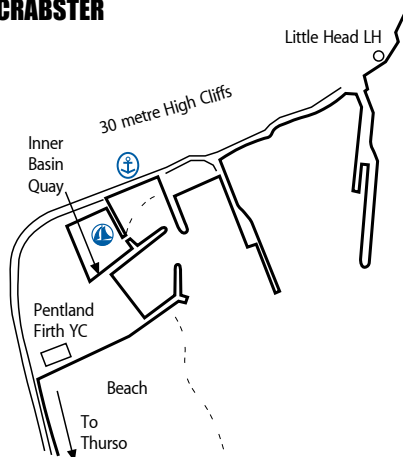 CRABSTER
Little Head LH
30 metre High Cliffs
Inner
Basin
Quay
Pentland
Firth YC
Beach
To
Thurso